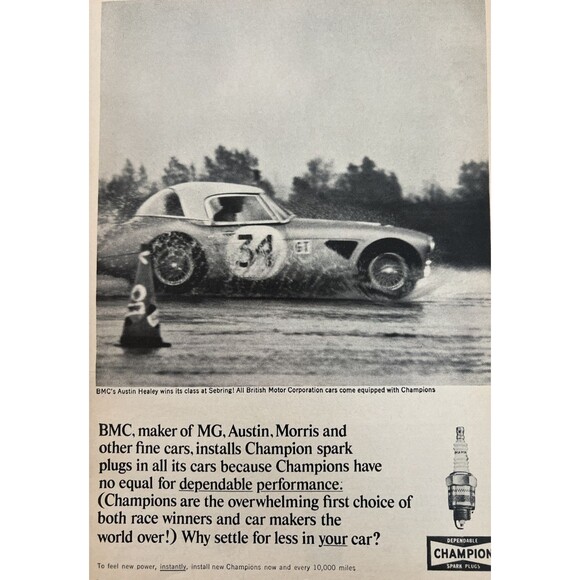 34
GT
BMC's Austin Healey wins its class at Sebring! All British Motor Corporation cars come equipped with Champions
BMC, maker of MG, Austin, Morris and
other fine cars, installs Champion spark
plugs in all its cars because Champions have
no equal for dependable performance.
(Champions are the overwhelming first choice of
both race winners and car makers the
world over!) Why settle for less in your car?
To feel new power, instantly, install new Champions now and every 10,000 miles
DEPENDABLE
CHAMPION
SPARK PLUGS